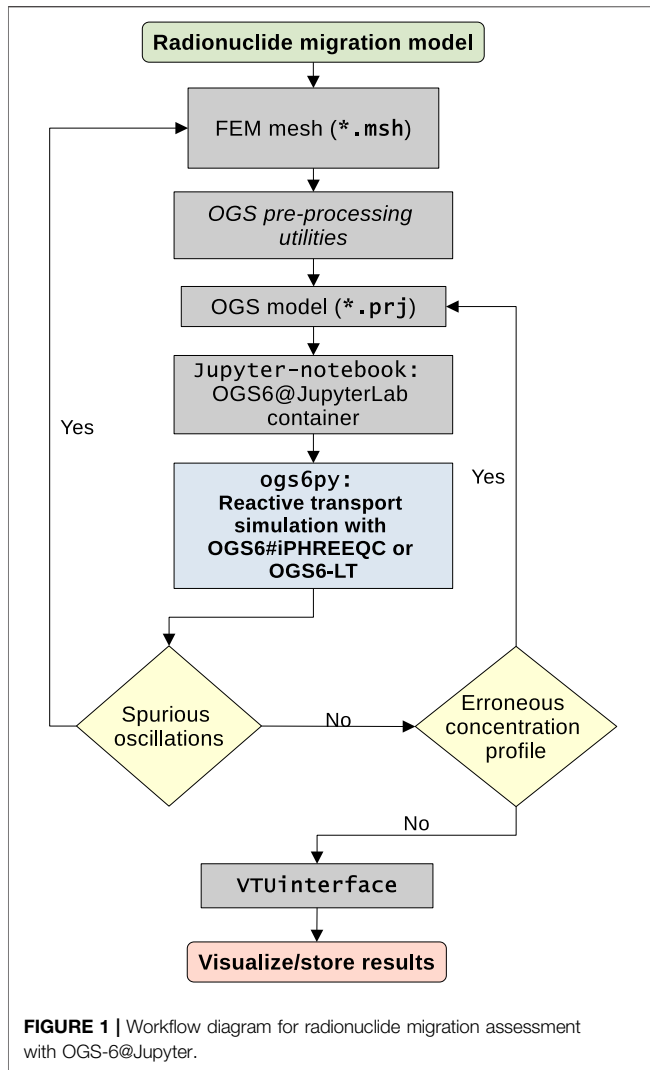 Radionuclide migration model
FEM mesh (*.msh)
OGS pre-processing
utilities
OGS model (*.prj)
Jupyter-notebook:
OGS6@JupyterLab
container
Yes
Yes
ogs6py:
Reactive transport
simulation with
OGS6#iPHREEQC or
OGS6-LT
Spurious
oscillations
No
Erroneous
concentration
profile
No
VTUinterface
Visualize/store results
FIGURE 1 | Workflow diagram for radionuclide migration assessment
with OGS-6@Jupyter.